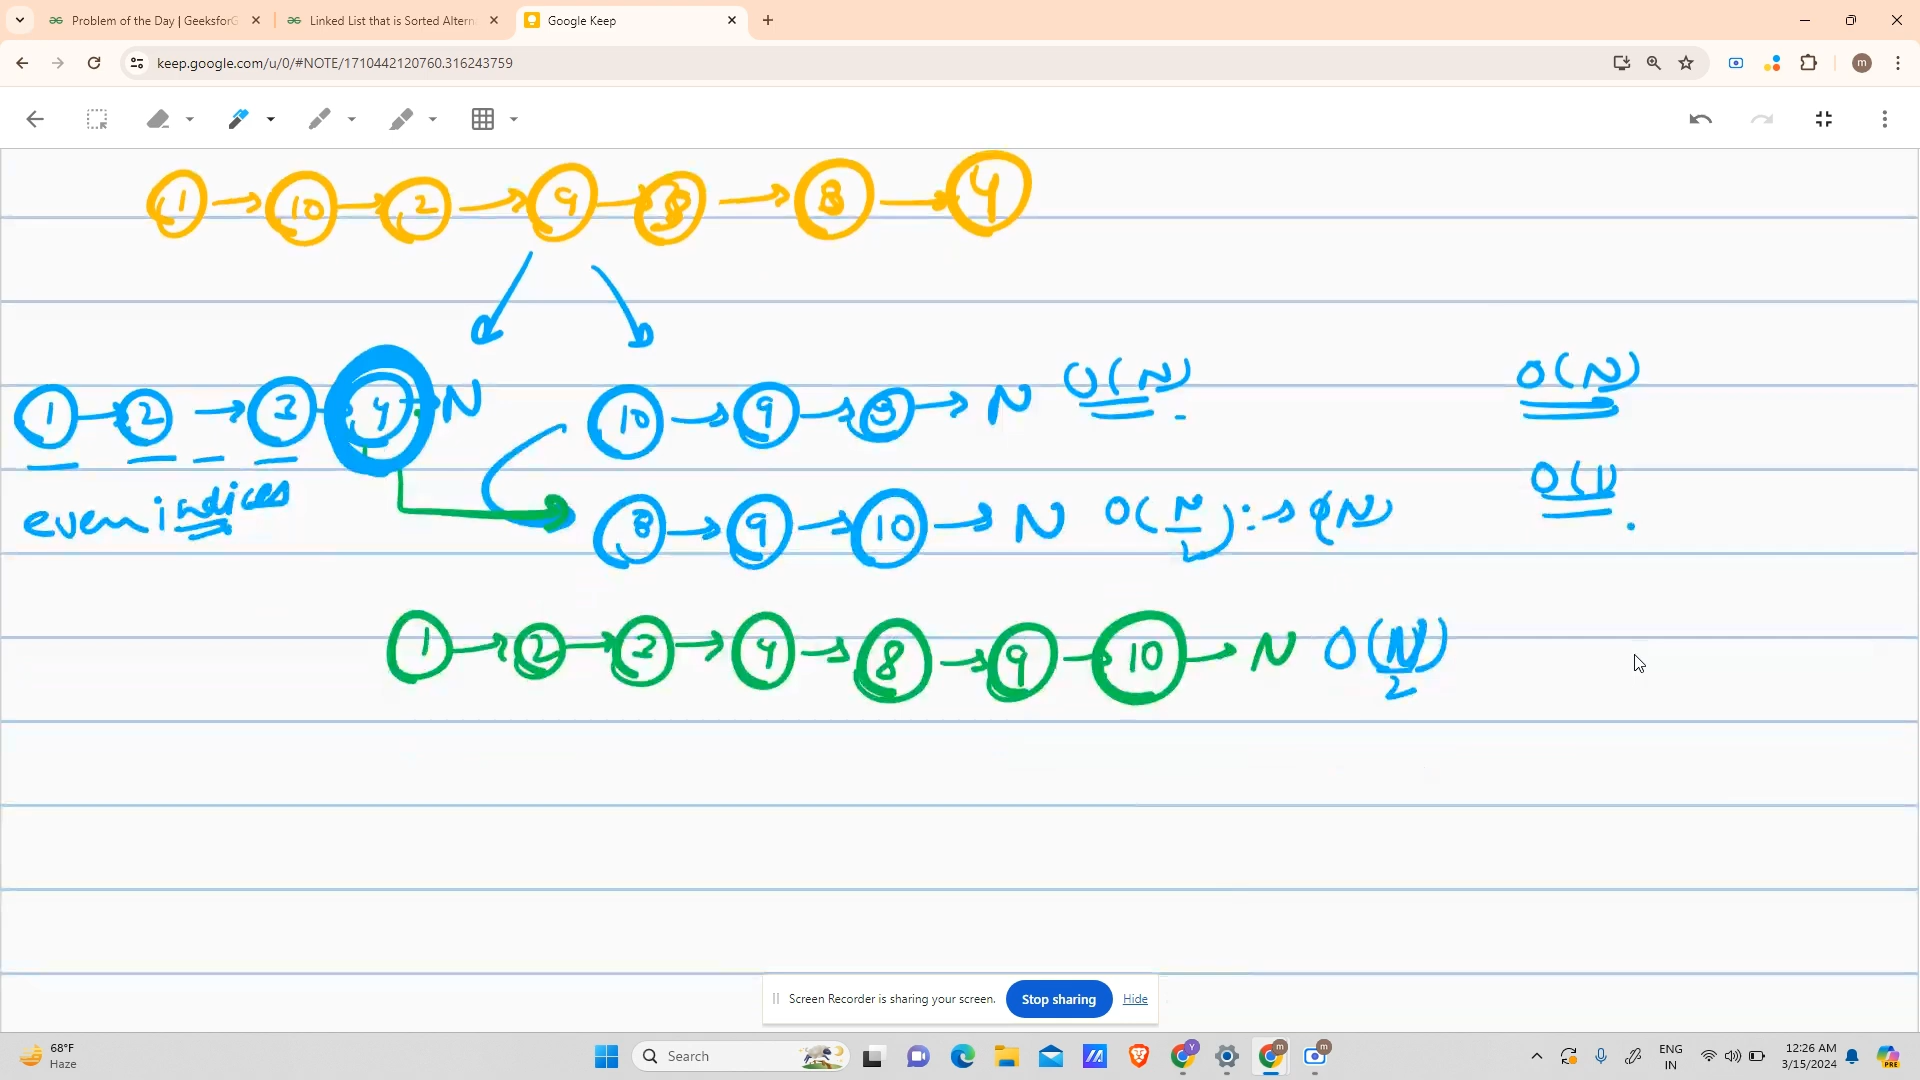 Problem of the Day | GeeksforG
Linked List that is Sorted Altern
Google Keep
keep.google.com/u/0/#NOTE/1710442120760.316243759
m
1 → 10 → 2 → 9 → 3 → 8 → 4
1 → 2 → 3 → 4 → N
10 → 9 → 8 → N O(N)
O(N)
even indices
8 → 9 → 10 → N O(N/2) : → O(N)
O(1)
1 → 2 → 3 → 4 → 8 → 9 → 10 → N O(N/2)
Screen Recorder is sharing your screen. Stop sharing Hide
68°F
Haze
Search
ENG
IN
12:26 AM
3/15/2024